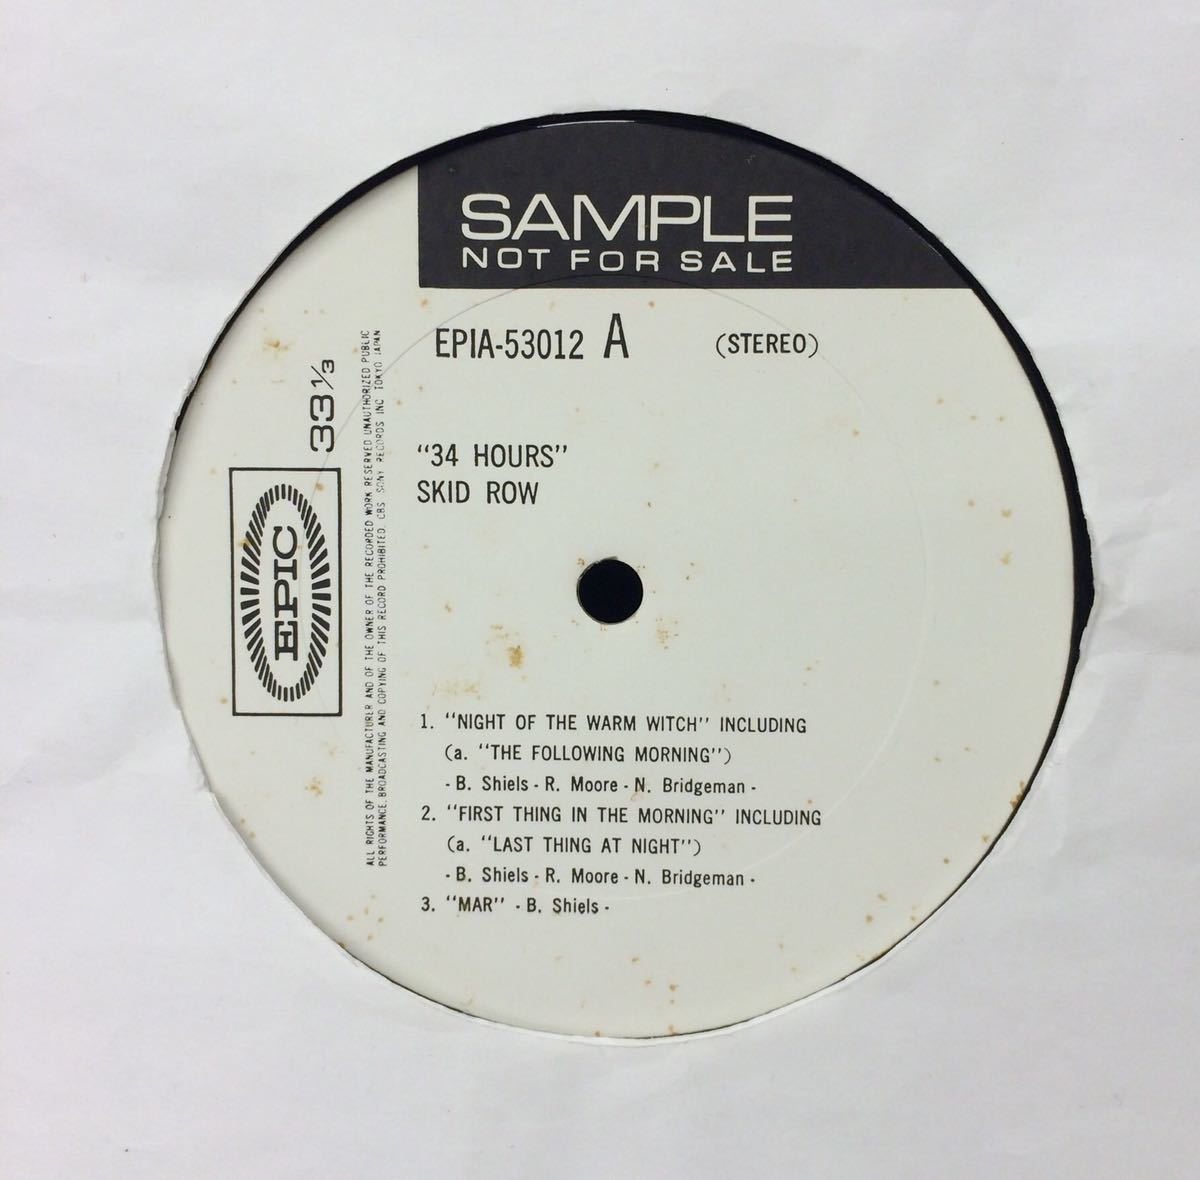 SAMPLE
NOT FOR SALE
EPIA-53012 A (STEREO)
33 1/3
EPIC
ALL RIGHTS OF THE MANUFACTURER AND OF THE OWNER OF THE RECORDED WORK RESERVED UNAUTHORIZED PUBLIC
PERFORMANCE, BROADCASTING AND COPYING OF THIS RECORD PROHIBITED. CBS SONY RECORDS INC TOKYO JAPAN
"34 HOURS"
SKID ROW
1. "NIGHT OF THE WARM WITCH" INCLUDING
(a. "THE FOLLOWING MORNING")
- B. Shiels - R. Moore - N. Bridgeman -
2. "FIRST THING IN THE MORNING" INCLUDING
(a. "LAST THING AT NIGHT")
- B. Shiels - R. Moore - N. Bridgeman -
3. "MAR" - B. Shiels -